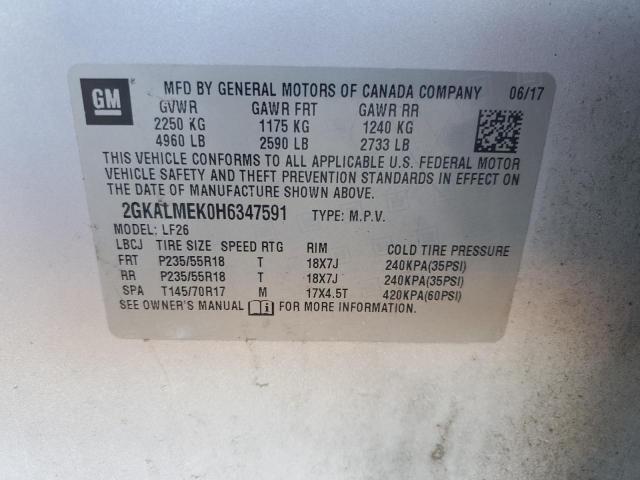 GM
MFD BY GENERAL MOTORS OF CANADA COMPANY 06/17
GVWR GAWR FRT GAWR RR
2250 KG 1175 KG 1240 KG
4960 LB 2590 LB 2733 LB
THIS VEHICLE CONFORMS TO ALL APPLICABLE U.S. FEDERAL MOTOR
VEHICLE SAFETY AND THEFT PREVENTION STANDARDS IN EFFECT
ON THE DATE OF MANUFACTURE SHOWN ABOVE.
2GKALMEK0H6347591 TYPE: M.P.V.
MODEL: LF26
LBCJ TIRE SIZE SPEED RTG RIM COLD TIRE PRESSURE
FRT P235/55R18 T 18X7J 240KPA(35PSI)
RR P235/55R18 T 18X7J 240KPA(35PSI)
SPA T145/70R17 M 17X4.5T 420KPA(60PSI)
SEE OWNER'S MANUAL i FOR MORE INFORMATION